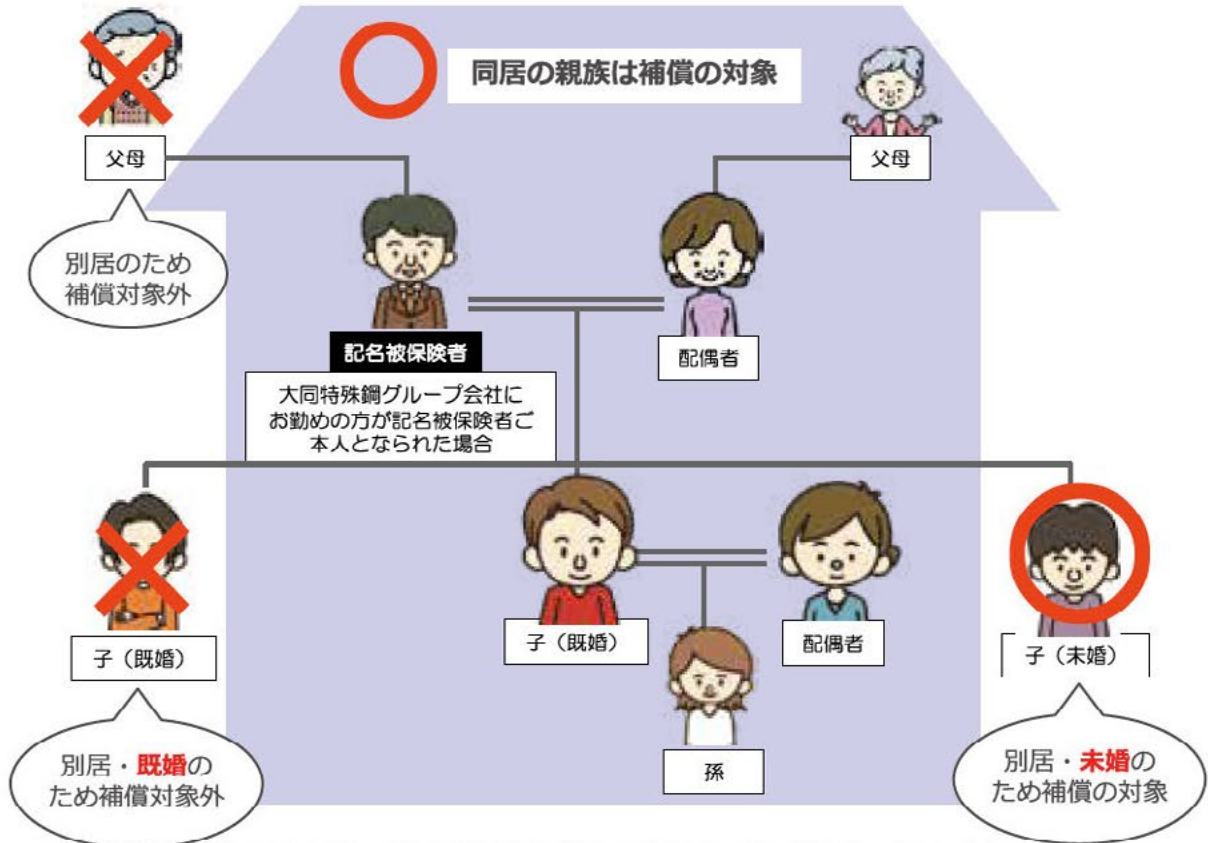 同居の親族は補償の対象
父母
父母
別居のため
補償対象外
記名被保険者
配偶者
大同特殊鋼グループ会社に
お勤めの方が記名被保険者ご
本人となられた場合
子（既婚）
子（既婚）
配偶者
子（未婚）
別居・既婚の
ため補償対象外
孫
別居・未婚の
ため補償の対象